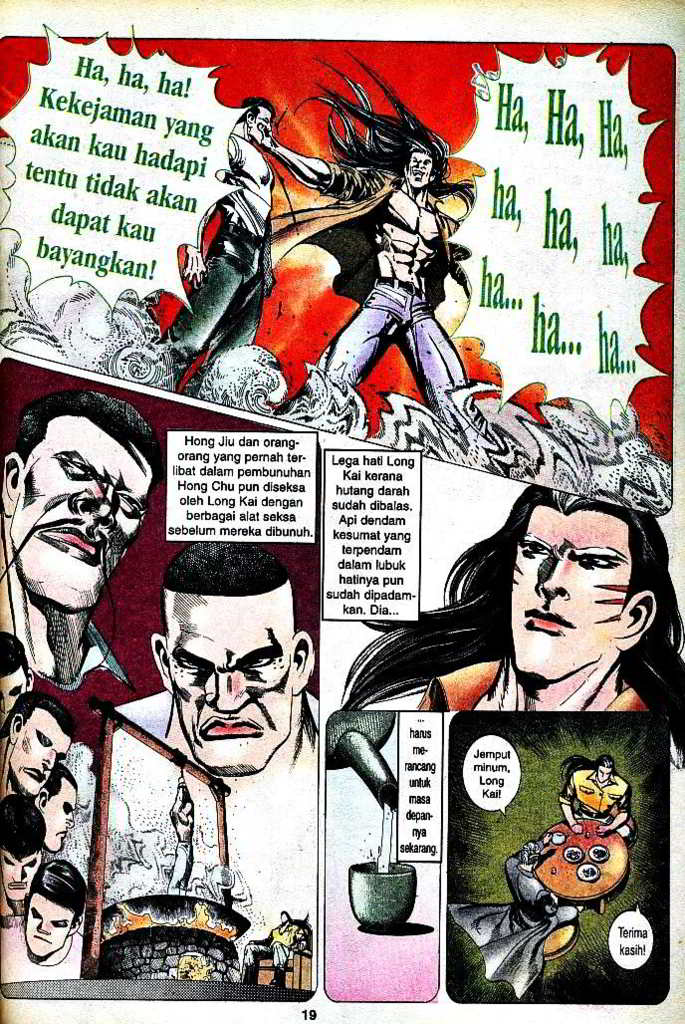 Ha, ha, ha!
Kekejaman yang
akan kau hadapi
tentu tidak akan
dapat kau
bayangkan!
Ha, Ha, Ha,
ha, ha, ha,
ha... ha... ha...
Hong Jiu dan orang-
orang yang pernah ter-
libat dalam pembunuhan
Hong Chu pun diseksa
oleh Long Kai dengan
berbagai alat seksa
sebelum mereka dibunuh.
Lega hati Long
Kai kerana
hutang darah
sudah dibalas.
Api dendam
kesumat yang
terpendam
dalam lubuk
hatinya pun
sudah dipadam-
kan. Dia...
...
harus
me-
rancang
untuk
masa
depan-
nya
sekarang.
Jemput
minum,
Long
Kai!
Terima
kasih!
19